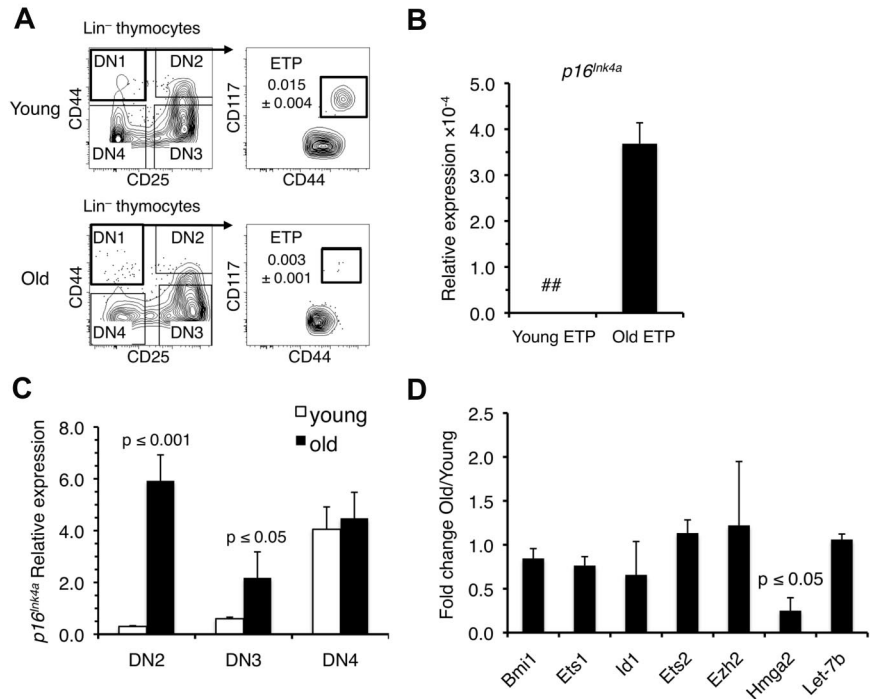 A
Lin– thymocytes
Young
CD44
DN1
DN2
DN4
DN3
CD25
CD117
ETP
0.015
± 0.004
CD44
Lin– thymocytes
Old
CD44
DN1
DN2
DN4
DN3
CD25
CD117
ETP
0.003
± 0.001
CD44
B
p16Ink4a
Relative expression ×10-4
5.0
4.0
3.0
2.0
1.0
0.0
##
Young ETP
Old ETP
C
young
old
p16Ink4a Relative expression
8.0
6.0
4.0
2.0
0.0
p ≤ 0.001
p ≤ 0.05
DN2
DN3
DN4
D
Fold change Old/Young
2.5
2.0
1.5
1.0
0.5
0.0
p ≤ 0.05
Bmi1
Ets1
Id1
Ets2
Ezh2
Hmga2
Let-7b